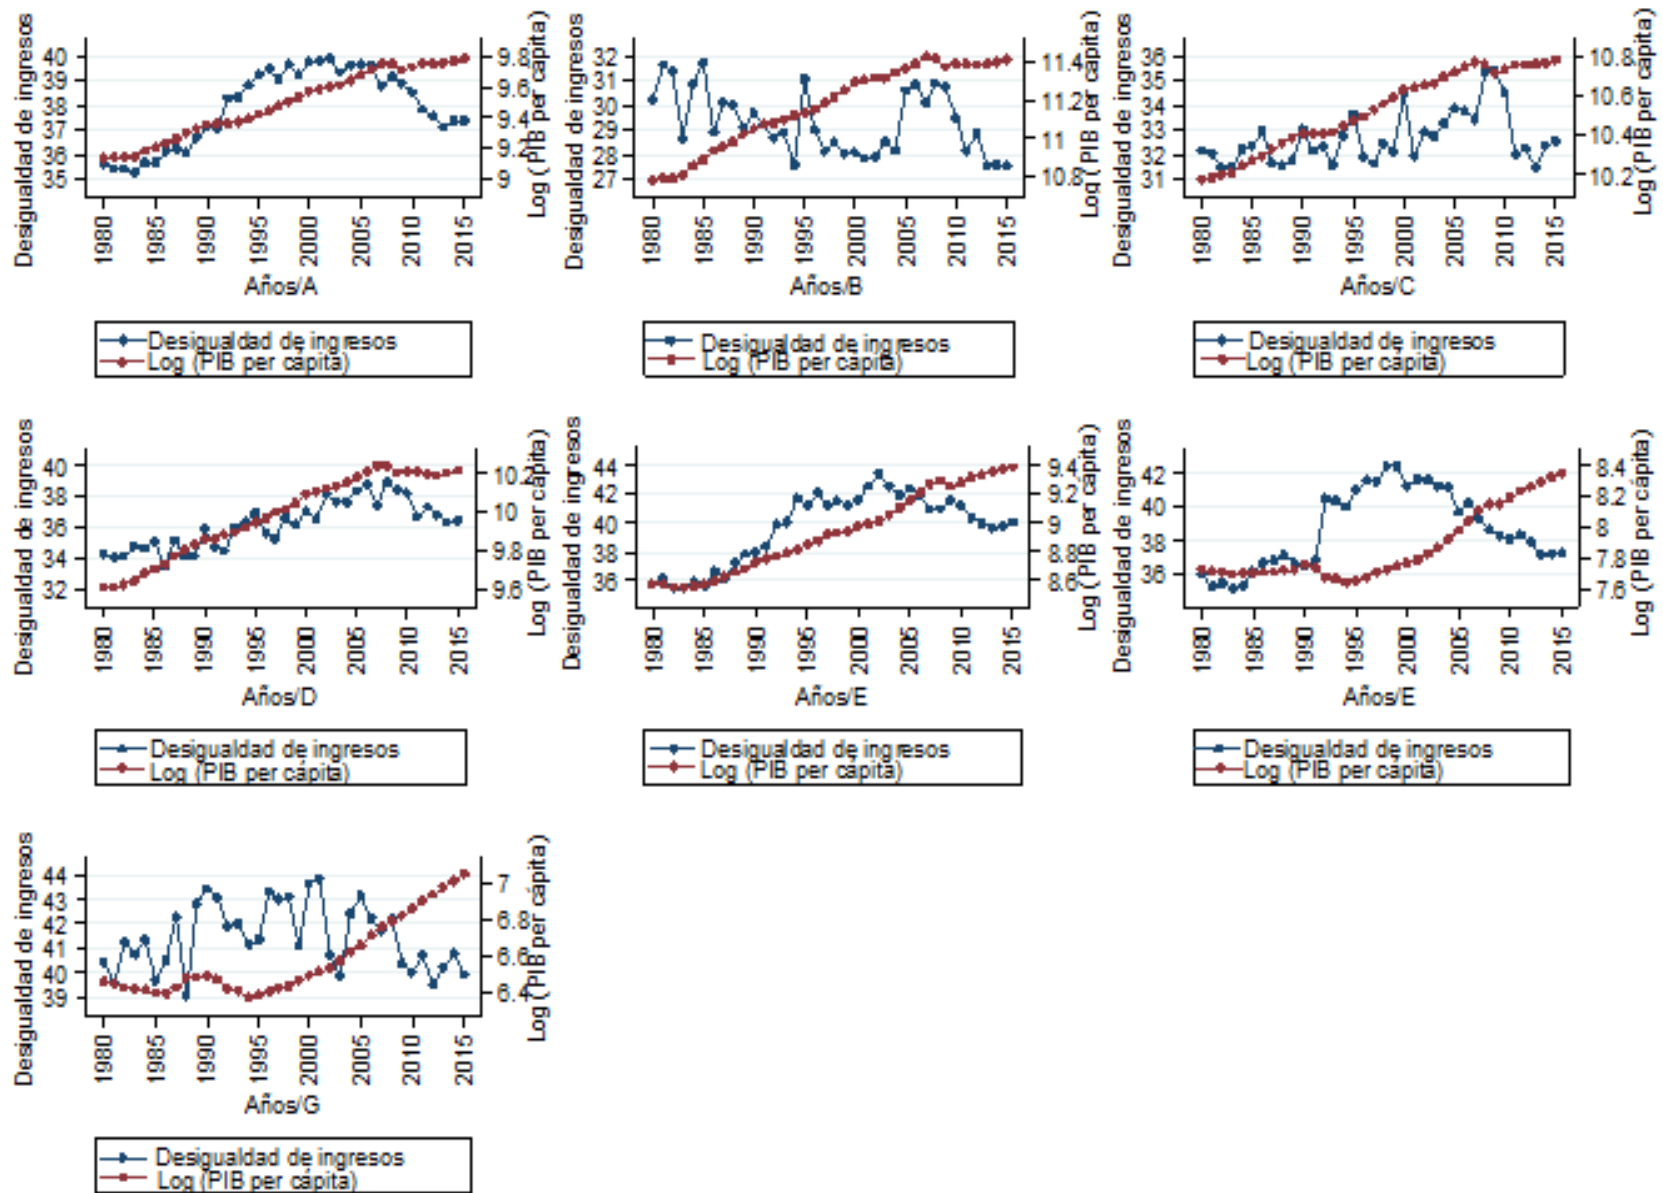 Desigualdad de ingresos
40
39
38
37
36
35
9.8
9.6
9.4
9.2
9
Log (PIB per cápita)
1980 1985 1990 1995 2000 2005 2010 2015
Años/A
Desigualdad de ingresos
Log (PIB per cápita)
Desigualdad de ingresos
32
31
30
29
28
27
11.4
11.2
11
10.8
Log (PIB per cápita)
1980 1985 1990 1995 2000 2005 2010 2015
Años/B
Desigualdad de ingresos
Log (PIB per cápita)
Desigualdad de ingresos
36
35
34
33
32
31
10.8
10.6
10.4
10.2
Log (PIB per cápita)
1980 1985 1990 1995 2000 2005 2010 2015
Años/C
Desigualdad de ingresos
Log (PIB per cápita)
Desigualdad de ingresos
40
38
36
34
32
10.2
10
9.8
9.6
Log (PIB per cápita)
1980 1985 1990 1995 2000 2005 2010 2015
Años/D
Desigualdad de ingresos
Log (PIB per cápita)
Desigualdad de ingresos
44
42
40
38
36
9.4
9.2
9
8.8
8.6
Log (PIB per cápita)
1980 1985 1990 1995 2000 2005 2010 2015
Años/E
Desigualdad de ingresos
Log (PIB per cápita)
Desigualdad de ingresos
42
40
38
36
8.4
8.2
8
7.8
7.6
Log (PIB per cápita)
1980 1985 1990 1995 2000 2005 2010 2015
Años/E
Desigualdad de ingresos
Log (PIB per cápita)
Desigualdad de ingresos
44
43
42
41
40
39
7
6.8
6.6
6.4
Log (PIB per cápita)
1980 1985 1990 1995 2000 2005 2010 2015
Años/G
Desigualdad de ingresos
Log (PIB per cápita)